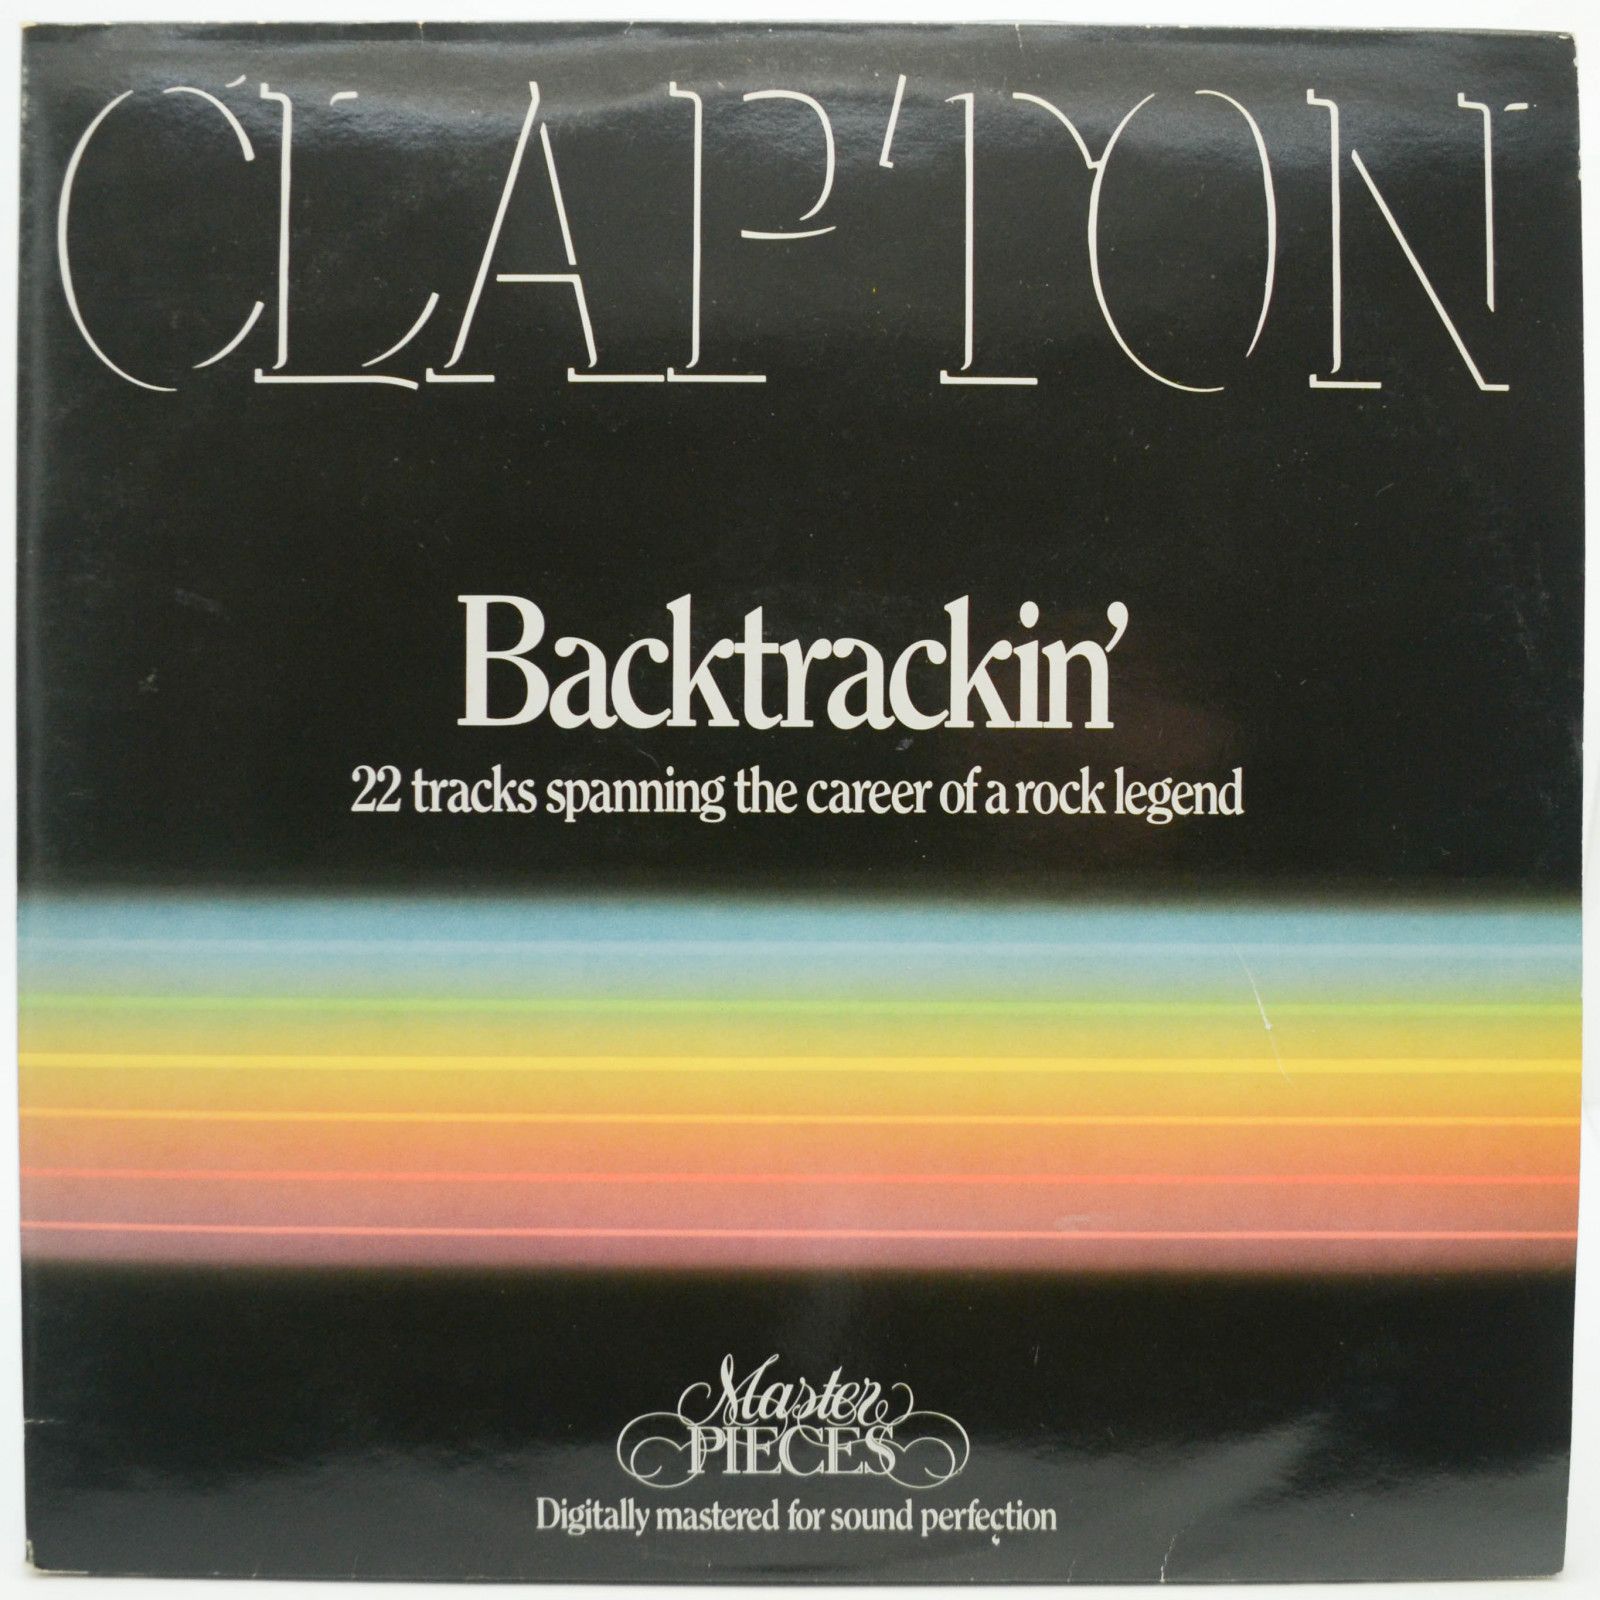 CLAPTON
Backtrackin'
22 tracks spanning the career of a rock legend
Master
PIECES
Digitally mastered for sound perfection